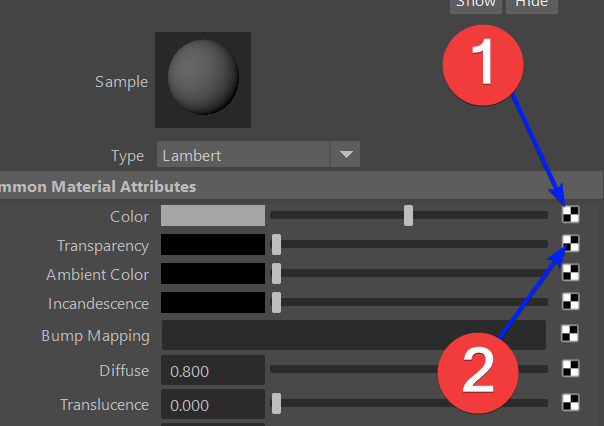 Show Hide
1
Sample
Type Lambert
mmon Material Attributes
Color
Transparency
Ambient Color
Incandescence
Bump Mapping
Diffuse 0.800
2
Translucence 0.000